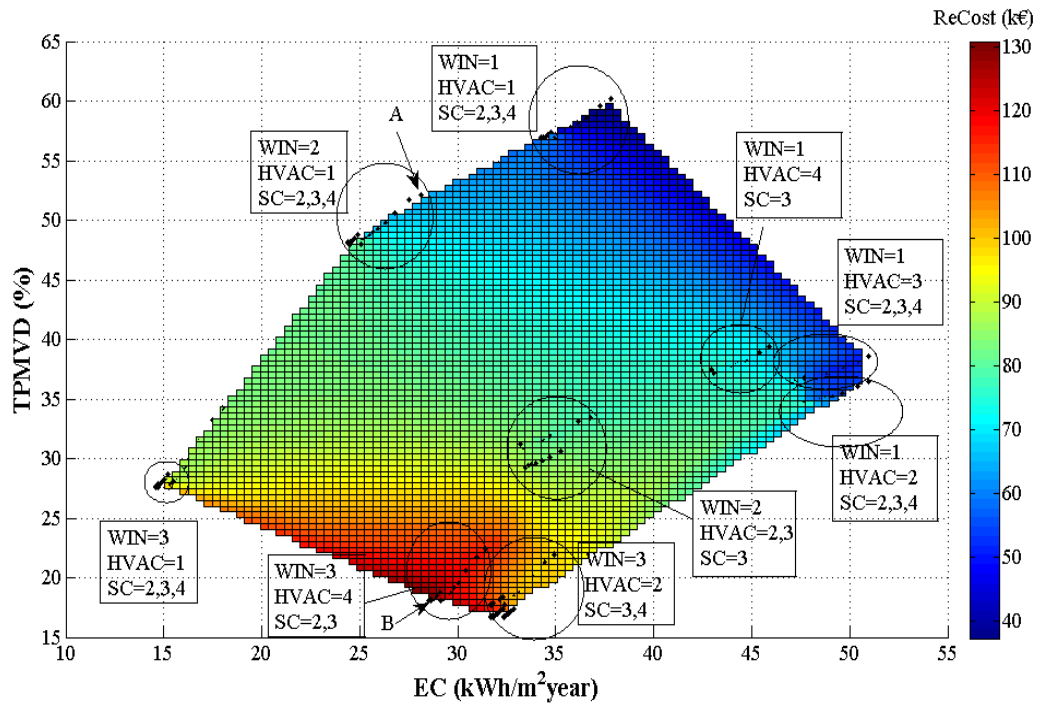 ReCost (k€)
65
60
55
50
45
40
35
30
25
20
15
TPMVD (%)
10
15
20
25
30
35
40
45
50
55
EC (kWh/m²year)
130
120
110
100
90
80
70
60
50
40
WIN=1
HVAC=1
SC=2,3,4
A
WIN=2
HVAC=1
SC=2,3,4
WIN=1
HVAC=4
SC=3
WIN=1
HVAC=3
SC=2,3,4
WIN=1
HVAC=2
SC=2,3,4
WIN=2
HVAC=2,3
SC=3
WIN=3
HVAC=1
SC=2,3,4
WIN=3
HVAC=4
SC=2,3
B
WIN=3
HVAC=2
SC=3,4